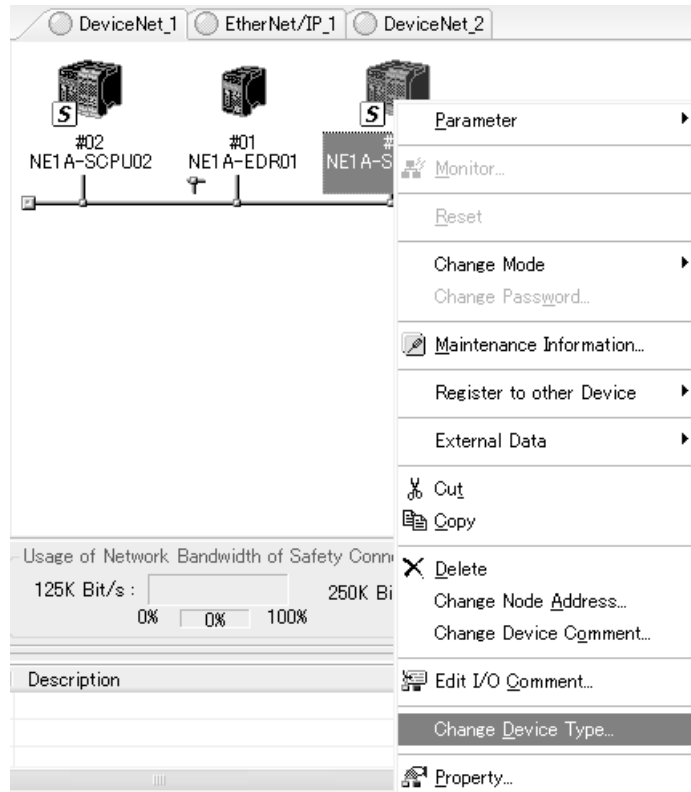 DeviceNet_1 EtherNet/IP_1 DeviceNet_2
S S
#02 #01 #
NE1A-SCPU02 NE1A-EDR01 NE1A-S
Parameter
Monitor...
Reset
Change Mode
Change Password...
Maintenance Information...
Register to other Device
External Data
Cut
Copy
Delete
Change Node Address...
Change Device Comment...
Edit I/O Comment...
Change Device Type...
Property...
Usage of Network Bandwidth of Safety Conn
125K Bit/s : 250K Bi
0% 0% 100%
Description